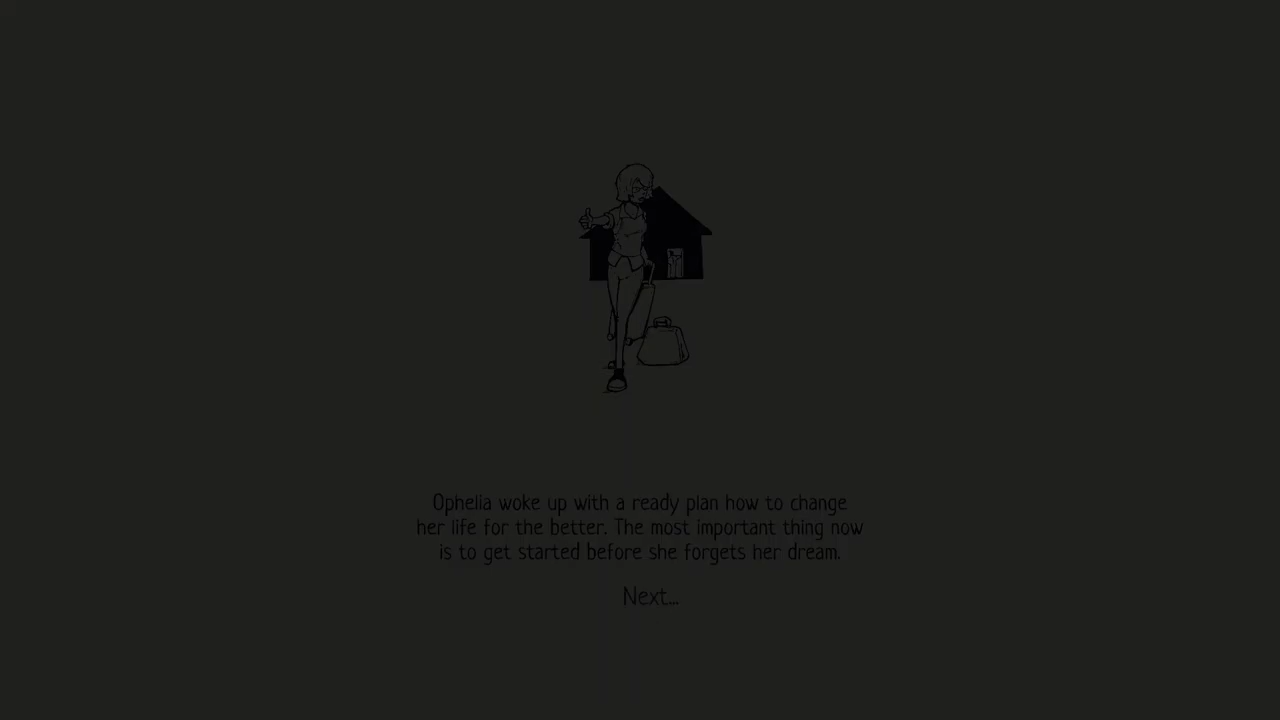 Ophelia woke up with a ready plan how to change
her life for the better. The most important thing now
is to get started before she forgets her dream.
Next...